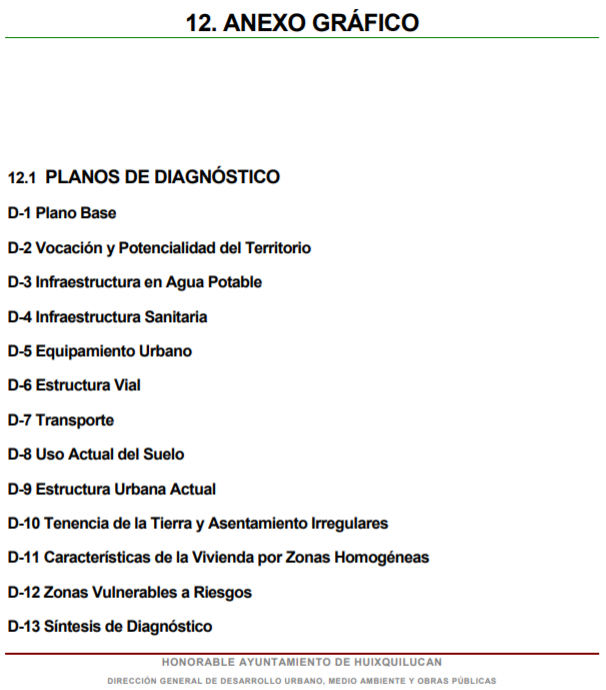 12. ANEXO GRÁFICO
12.1 PLANOS DE DIAGNÓSTICO
D-1 Plano Base
D-2 Vocación y Potencialidad del Territorio
D-3 Infraestructura en Agua Potable
D-4 Infraestructura Sanitaria
D-5 Equipamiento Urbano
D-6 Estructura Vial
D-7 Transporte
D-8 Uso Actual del Suelo
D-9 Estructura Urbana Actual
D-10 Tenencia de la Tierra y Asentamiento Irregulares
D-11 Características de la Vivienda por Zonas Homogéneas
D-12 Zonas Vulnerables a Riesgos
D-13 Síntesis de Diagnóstico
HONORABLE AYUNTAMIENTO DE HUIXQUILUCAN
DIRECCIÓN GENERAL DE DESARROLLO URBANO, MEDIO AMBIENTE Y OBRAS PÚBLICAS